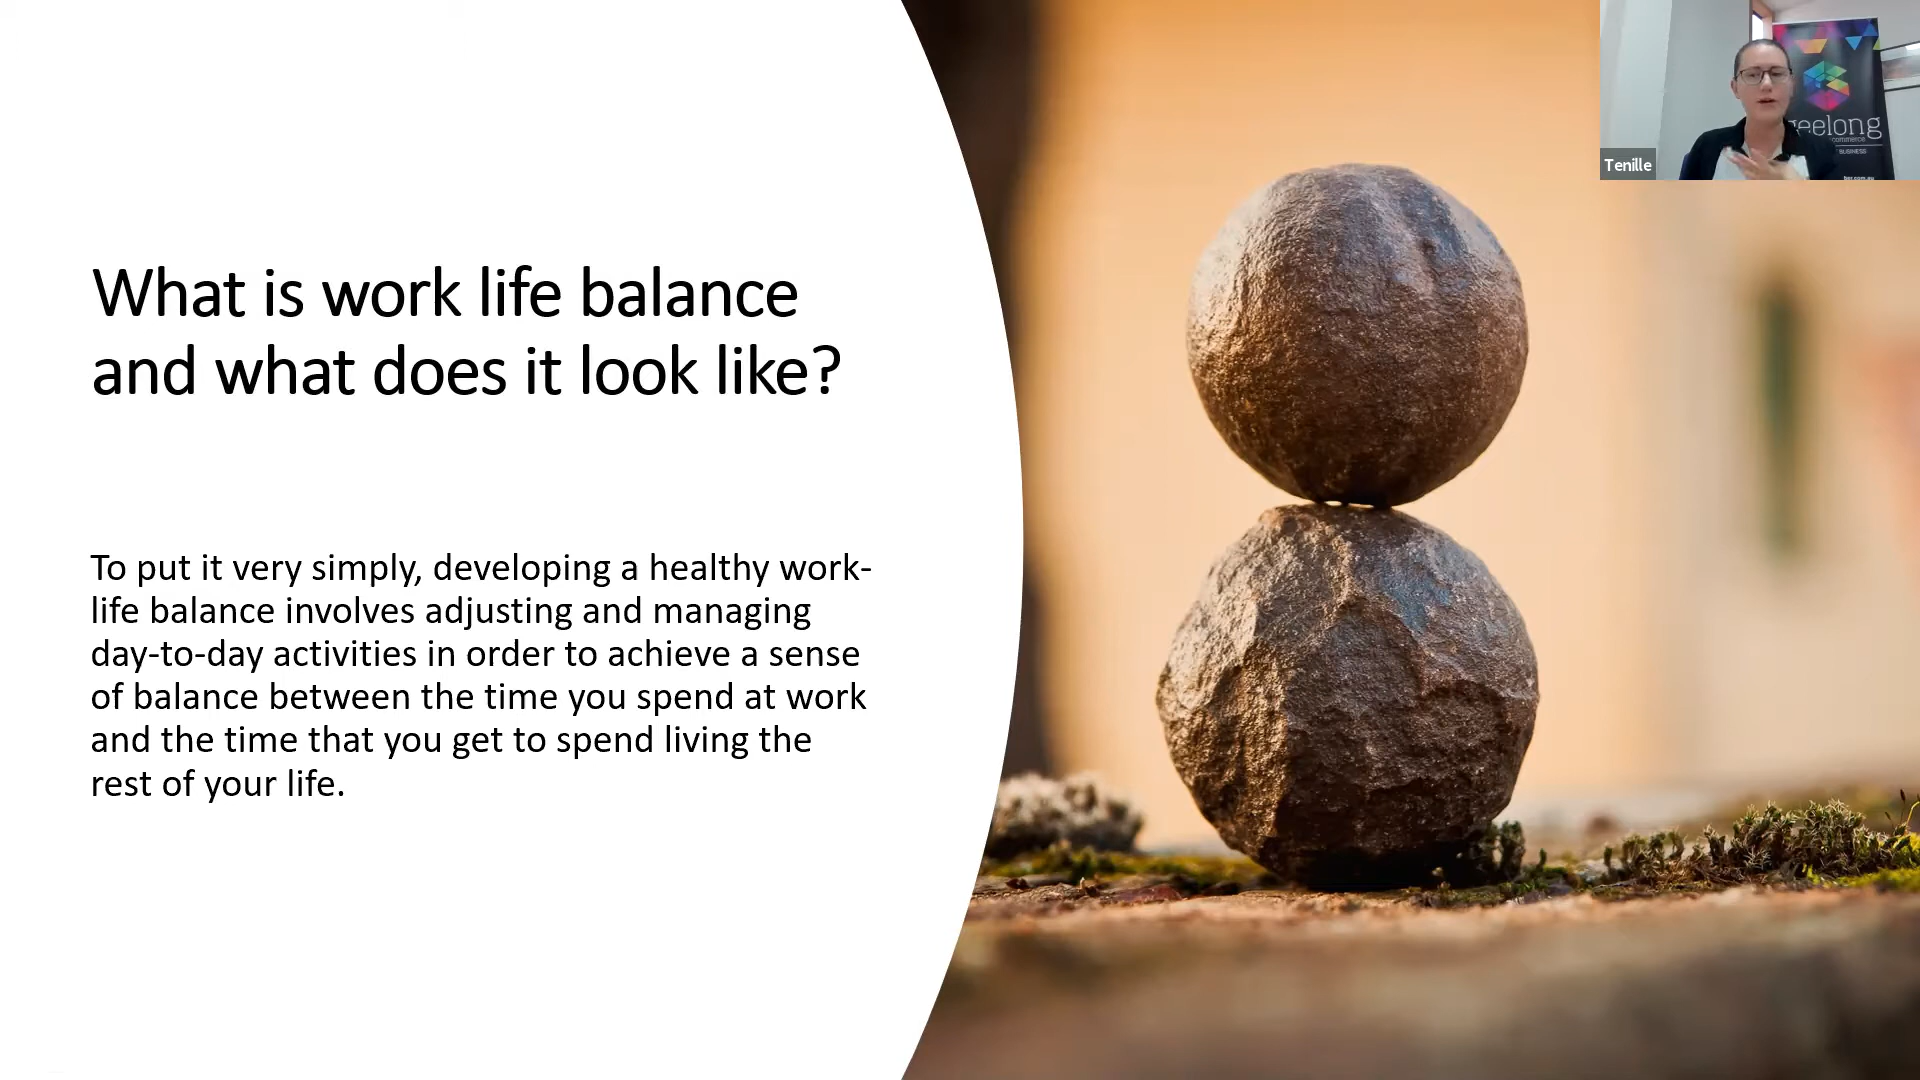 What is work life balance
and what does it look like?
To put it very simply, developing a healthy work-
life balance involves adjusting and managing
day-to-day activities in order to achieve a sense
of balance between the time you spend at work
and the time that you get to spend living the
rest of your life.
Tenille
geelong
commerce
BUSINESS